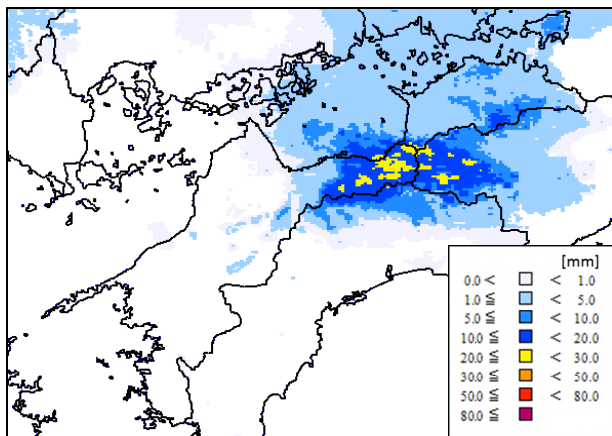 [mm]
0.0 < < 1.0
1.0 ≦ < 5.0
5.0 ≦ < 10.0
10.0 ≦ < 20.0
20.0 ≦ < 30.0
30.0 ≦ < 50.0
50.0 ≦ < 80.0
80.0 ≦